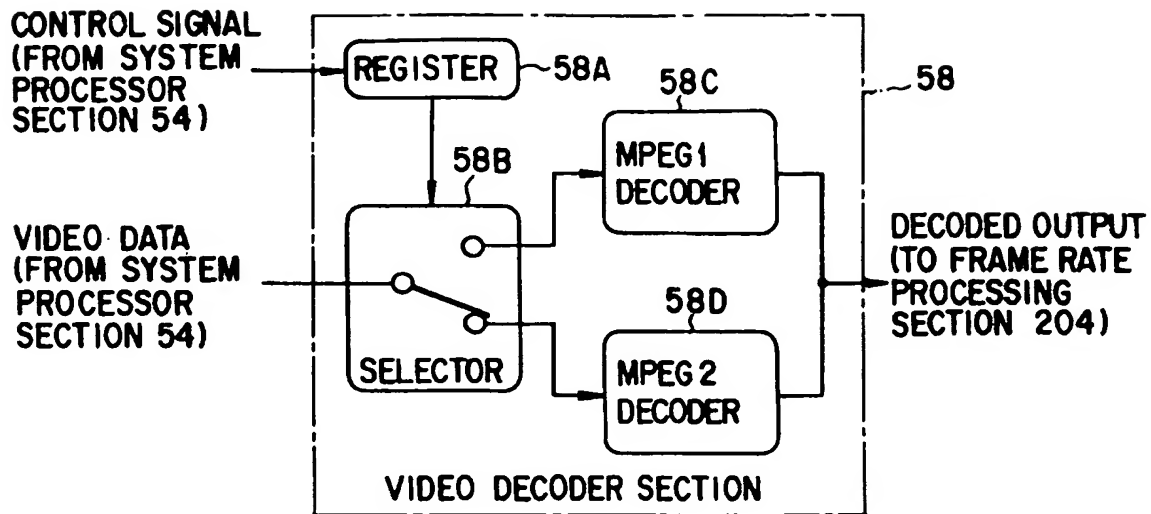 CONTROL SIGNAL
(FROM SYSTEM
PROCESSOR
SECTION 54)
REGISTER
58A
58
58B
58C
MPEG1
DECODER
VIDEO DATA
(FROM SYSTEM
PROCESSOR
SECTION 54)
SELECTOR
58D
MPEG2
DECODER
DECODED OUTPUT
(TO FRAME RATE
PROCESSING
SECTION 204)
VIDEO DECODER SECTION